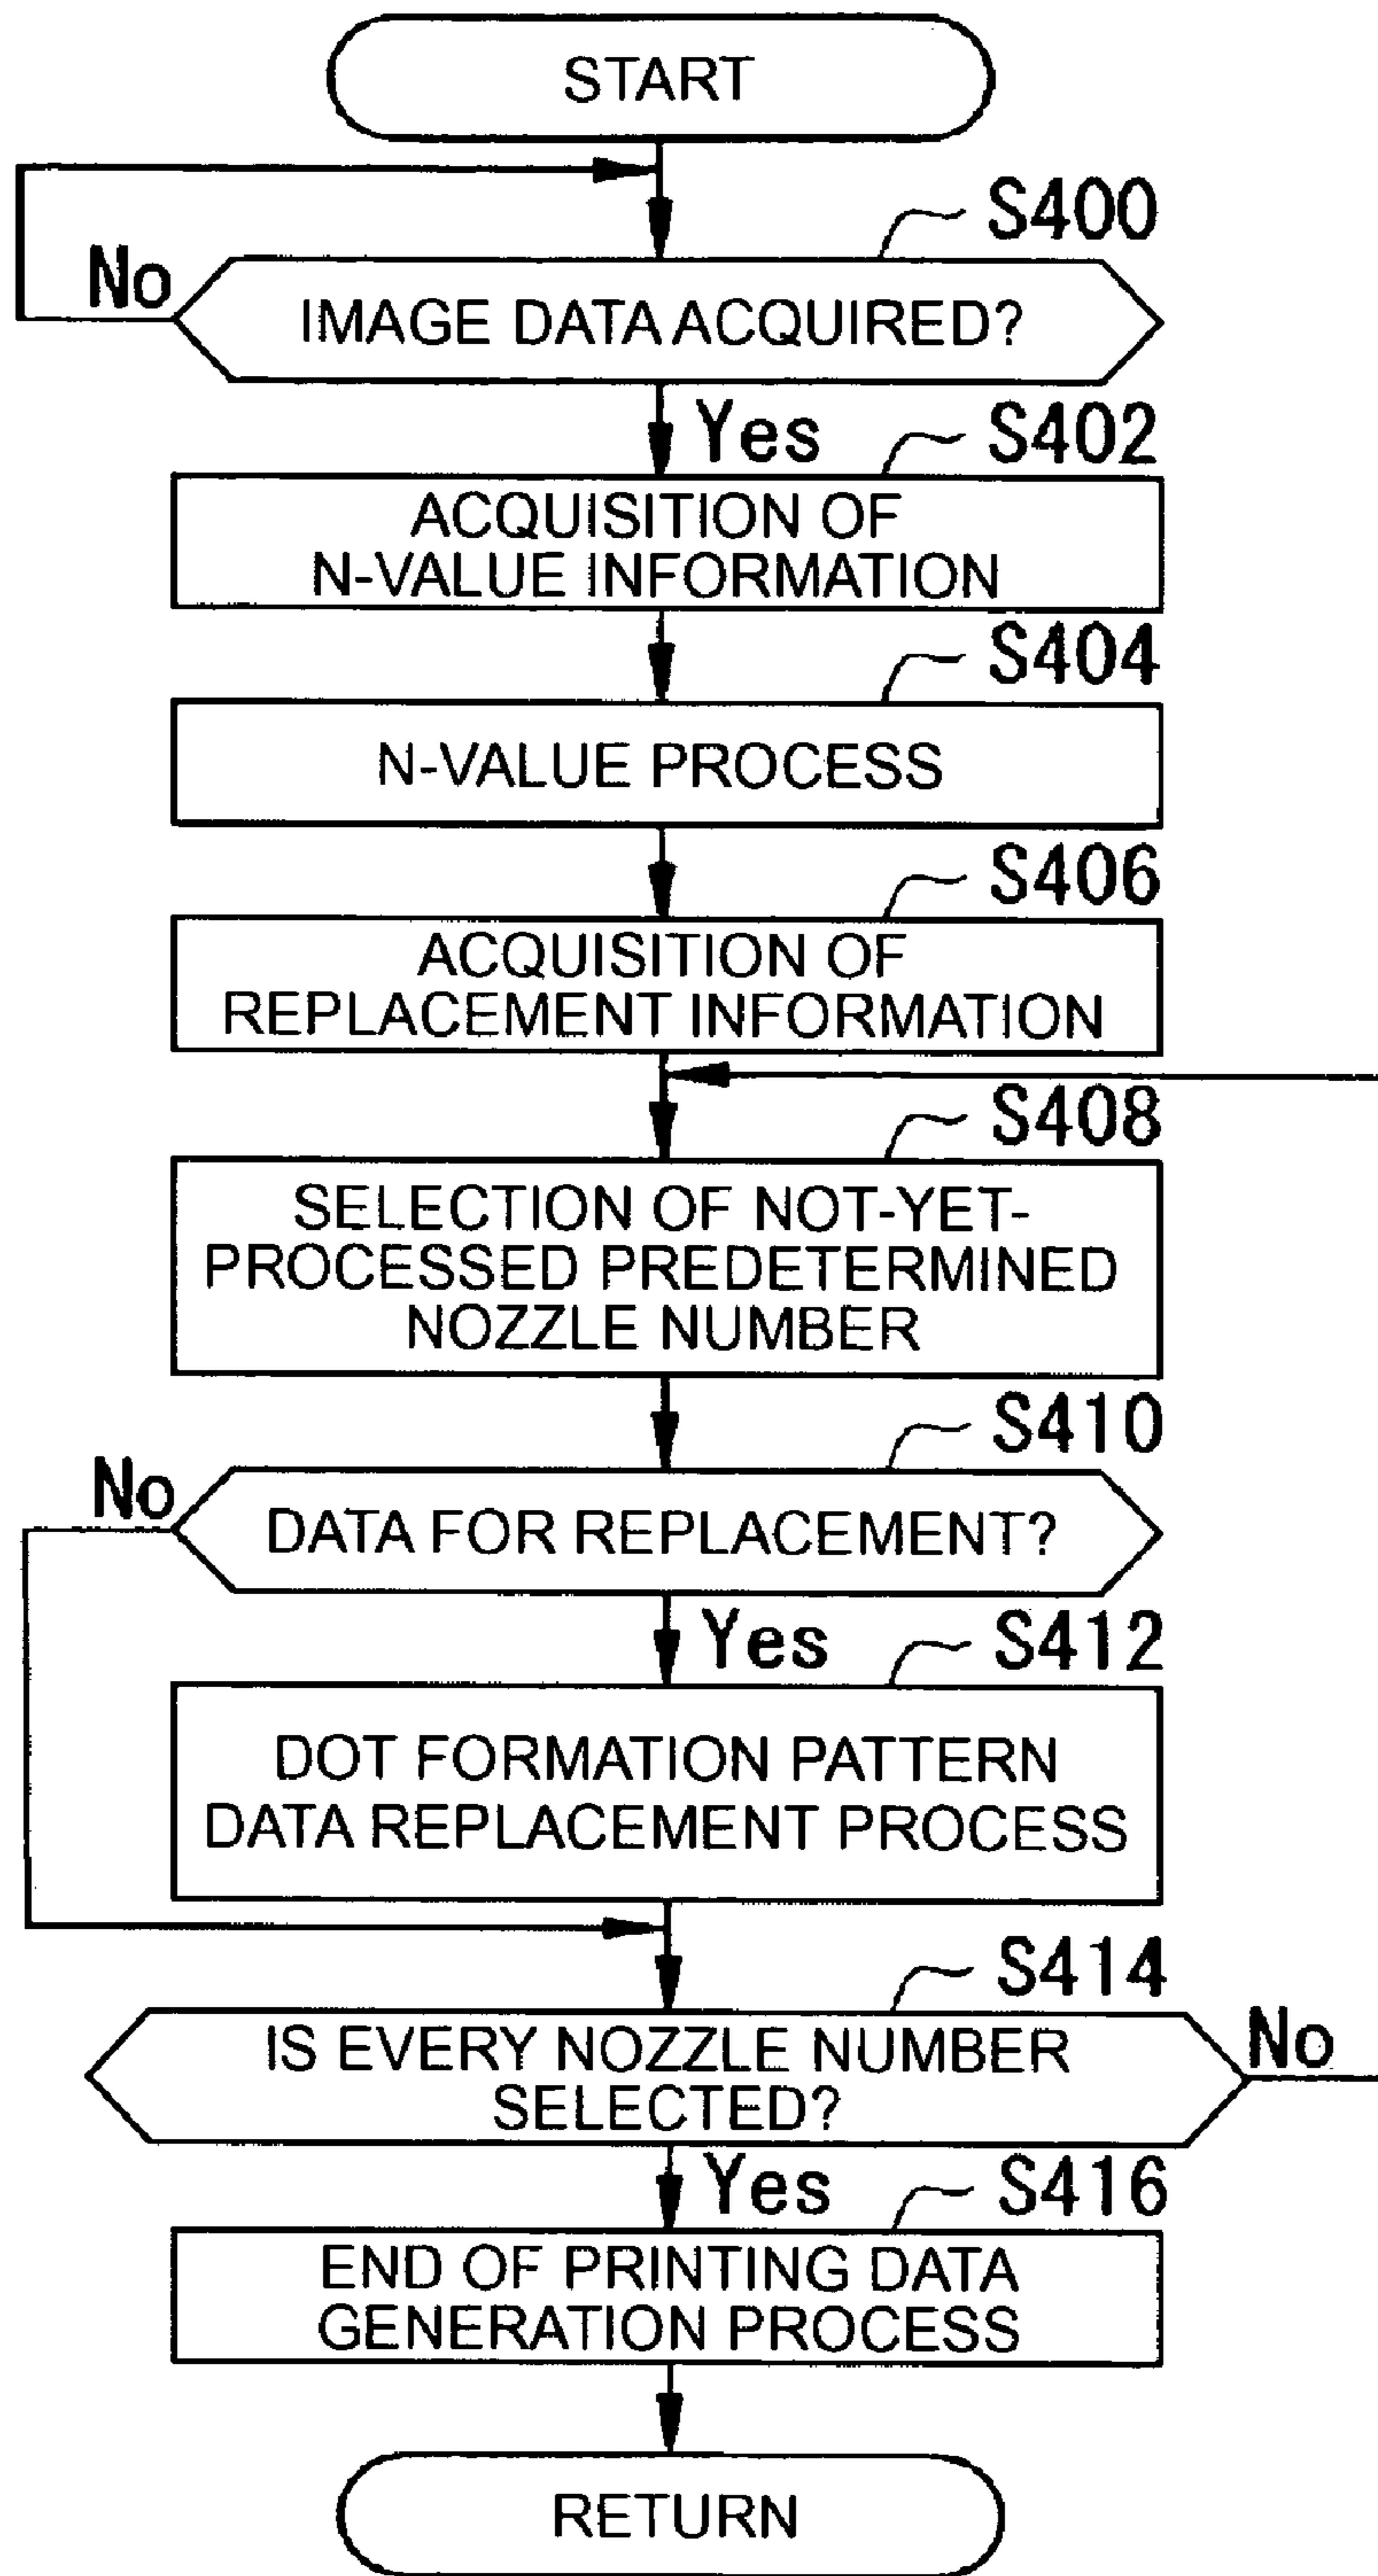 START
S400
No
IMAGE DATA ACQUIRED?
Yes
S402
ACQUISITION OF
N-VALUE INFORMATION
S404
N-VALUE PROCESS
S406
ACQUISITION OF
REPLACEMENT INFORMATION
S408
SELECTION OF NOT-YET-
PROCESSED PREDETERMINED
NOZZLE NUMBER
S410
No
DATA FOR REPLACEMENT?
Yes
S412
DOT FORMATION PATTERN
DATA REPLACEMENT PROCESS
S414
IS EVERY NOZZLE NUMBER
SELECTED?
No
Yes
S416
END OF PRINTING DATA
GENERATION PROCESS
RETURN